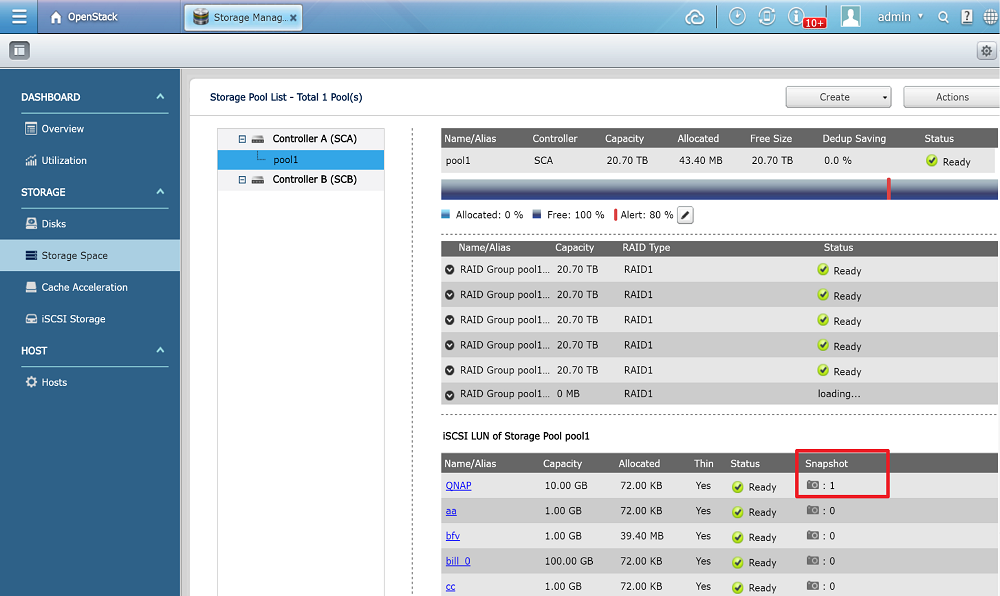 OpenStack
Storage Manag..
10+
admin
?
DASHBOARD
Overview
Utilization
STORAGE
Disks
Storage Space
Cache Acceleration
iSCSI Storage
HOST
Hosts
Storage Pool List - Total 1 Pool(s)
Create
Actions
Controller A (SCA)
pool1
Controller B (SCB)
Name/Alias Controller Capacity Allocated Free Size Dedup Saving Status
pool1 SCA 20.70 TB 43.40 MB 20.70 TB 0.0 % Ready
Allocated: 0 % Free: 100 % Alert: 80 %
Name/Alias Capacity RAID Type Status
RAID Group pool1... 20.70 TB RAID1 Ready
RAID Group pool1... 20.70 TB RAID1 Ready
RAID Group pool1... 20.70 TB RAID1 Ready
RAID Group pool1... 20.70 TB RAID1 Ready
RAID Group pool1... 20.70 TB RAID1 Ready
RAID Group pool1... 0 MB RAID1 loading...
iSCSI LUN of Storage Pool pool1
Name/Alias Capacity Allocated Thin Status Snapshot
QNAP 10.00 GB 72.00 KB Yes Ready : 1
aa 1.00 GB 72.00 KB Yes Ready : 0
bfv 1.00 GB 39.40 MB Yes Ready : 0
bill_0 100.00 GB 72.00 KB Yes Ready : 0
cc 1.00 GB 72.00 KB Yes Ready : 0